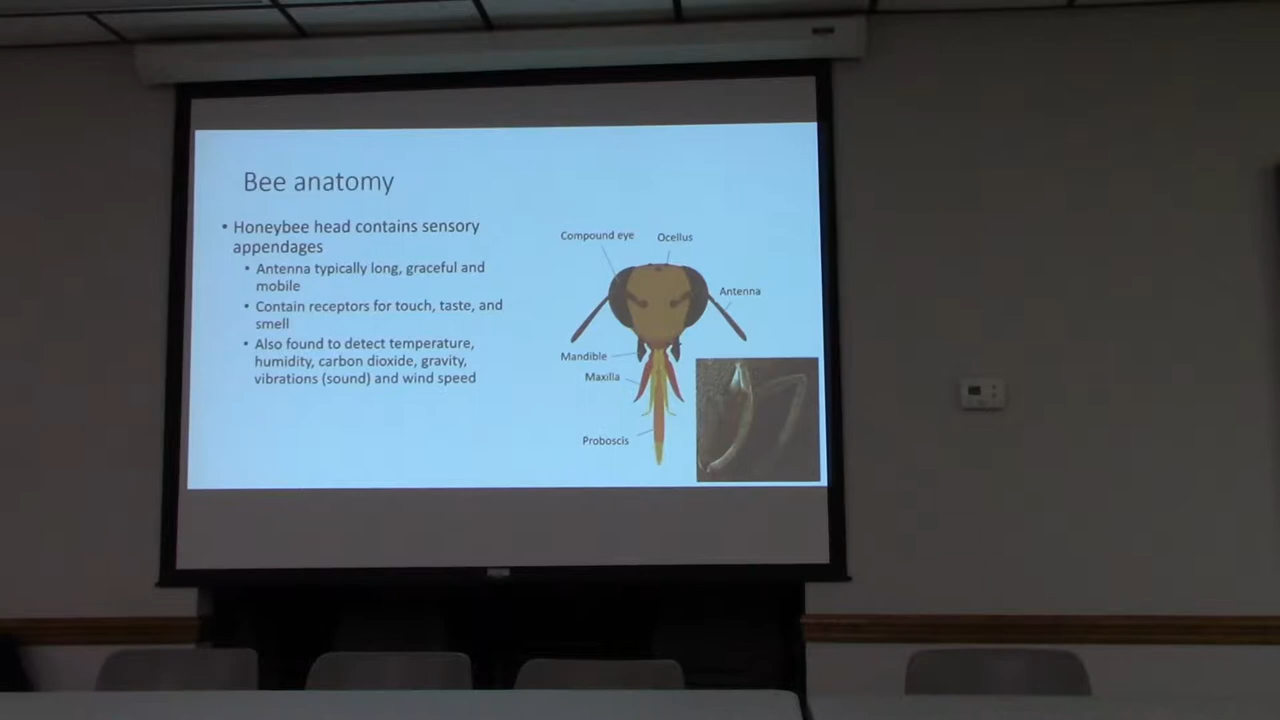 Bee anatomy
• Honeybee head contains sensory
appendages
• Antenna typically long, graceful and
mobile
• Contain receptors for touch, taste, and
smell
• Also found to detect temperature,
humidity, carbon dioxide, gravity,
vibrations (sound) and wind speed
Compound eye
Ocellus
Antenna
Mandible
Maxilla
Proboscis